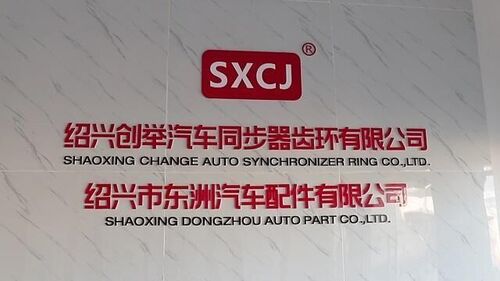 SXCJ®
绍兴创举汽车同步器齿环有限公司
SHAOXING CHANGE AUTO SYNCHRONIZER RING CO.,LTD.
绍兴市东洲汽车配件有限公司
SHAOXING DONGZHOU AUTO PART CO.,LTD.